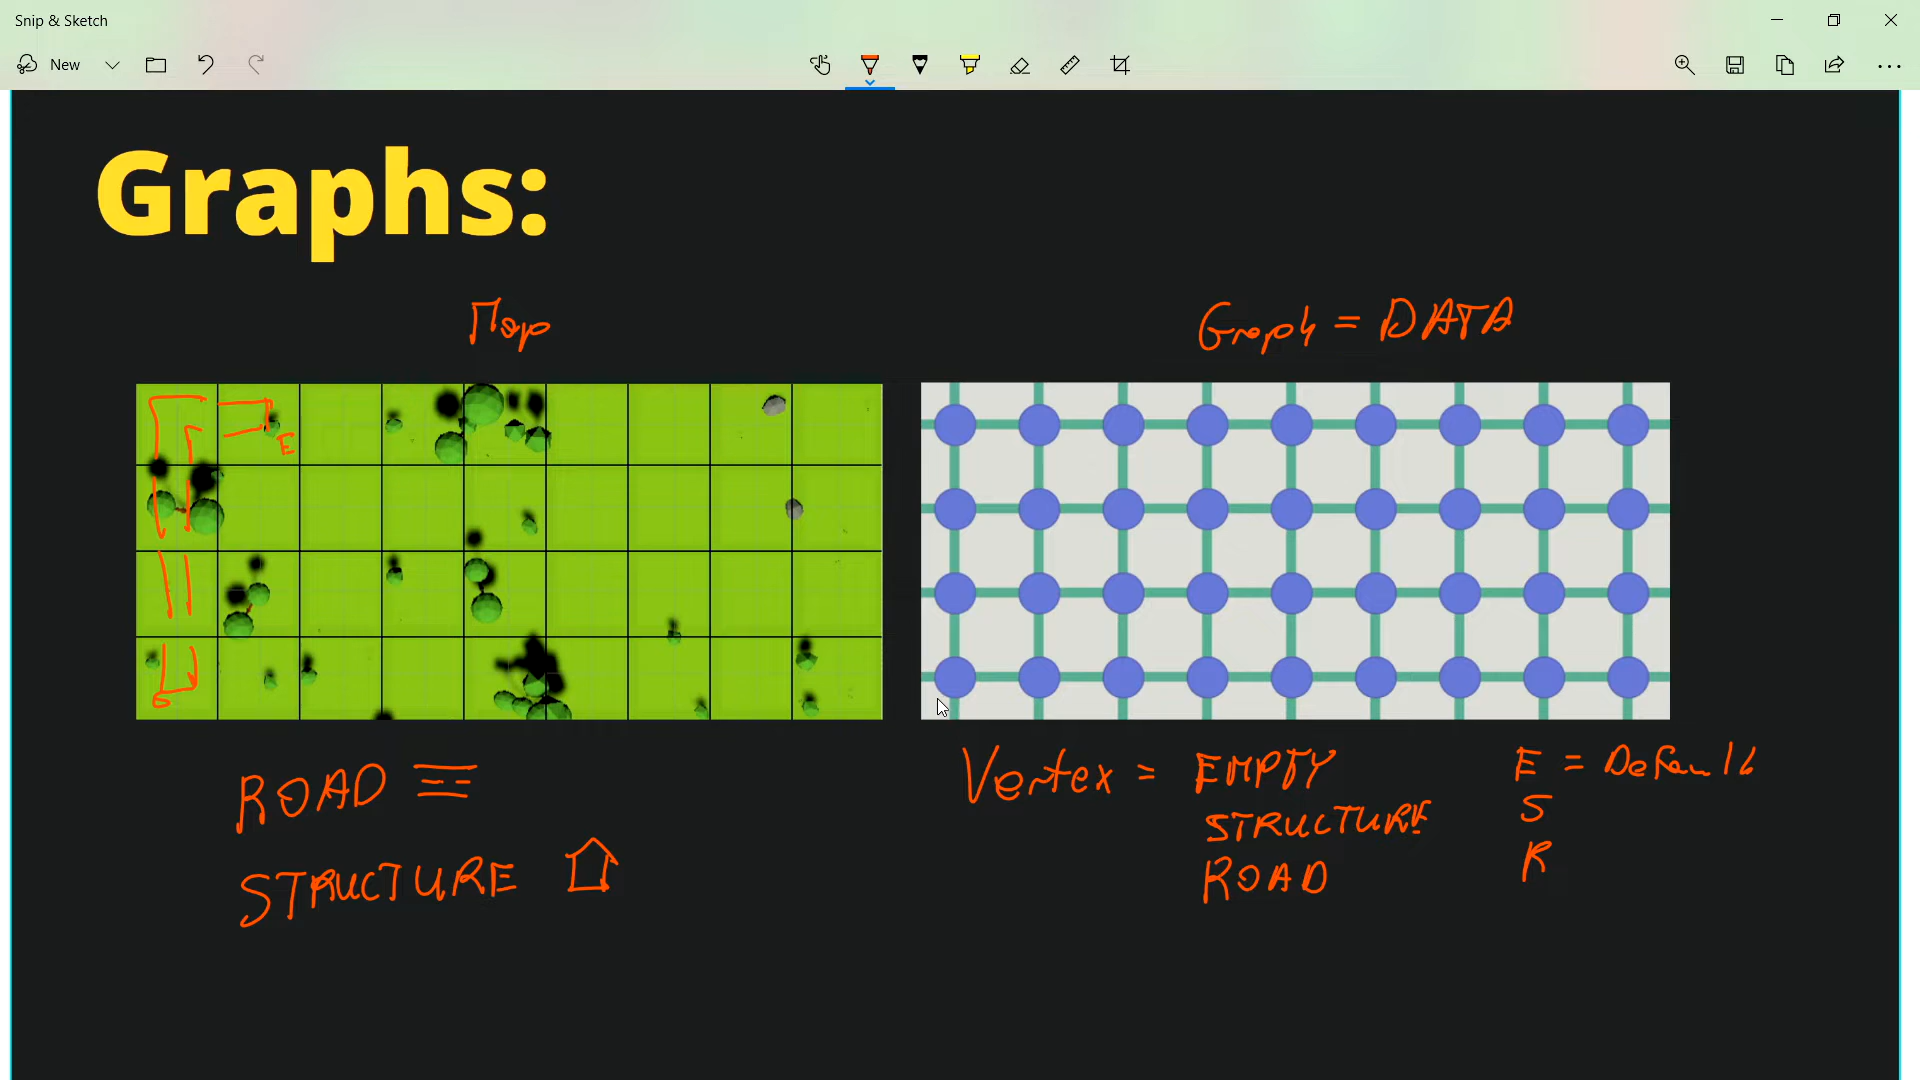 Snip & Sketch
New
Graphs:
Map
Graph = DATA
E
ROAD
STRUCTURE
Vertex = EMPTY
STRUCTURE
ROAD
E = Default
S
R